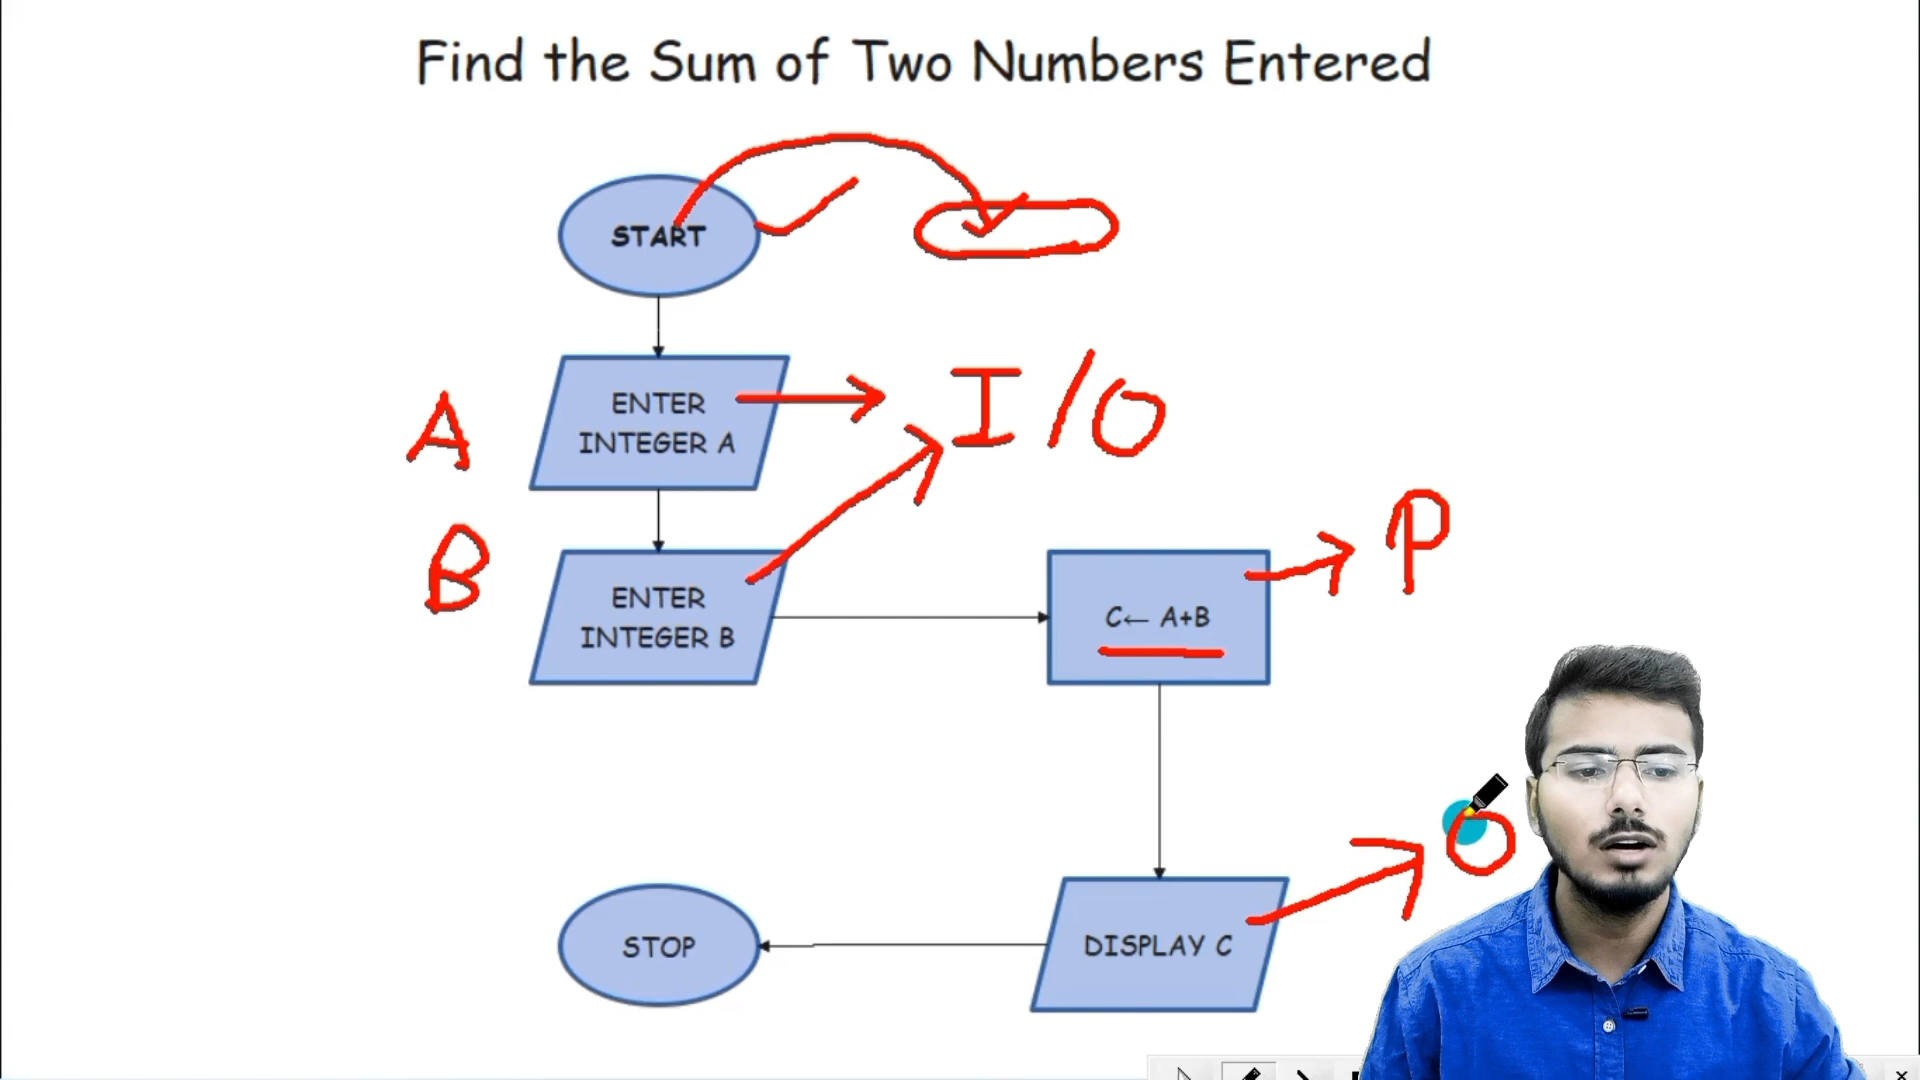 Find the Sum of Two Numbers Entered
START
A
ENTER
INTEGER A
I/O
B
ENTER
INTEGER B
C← A+B
P
O
STOP
DISPLAY C